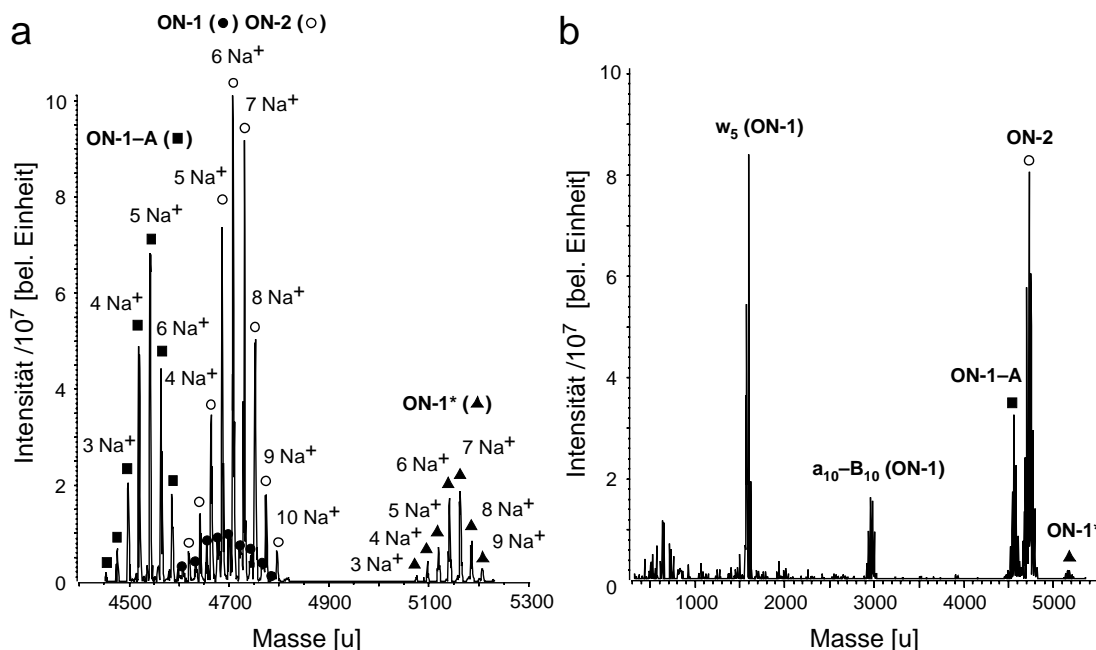 a
ON-1 (●) ON-2 (○)
6 Na⁺
7 Na⁺
ON-1–A (■)
5 Na⁺
5 Na⁺
4 Na⁺
6 Na⁺
8 Na⁺
4 Na⁺
ON-1* (▲)
3 Na⁺
7 Na⁺
9 Na⁺
6 Na⁺
5 Na⁺
8 Na⁺
10 Na⁺
4 Na⁺
9 Na⁺
3 Na⁺
10
8
6
4
2
0
Intensität /10⁷ [bel. Einheit]
4500 4700 4900 5100 5300
Masse [u]
b
w₅ (ON-1)
ON-2
ON-1–A
a₁₀–B₁₀ (ON-1)
ON-1*
10
8
6
4
2
0
Intensität /10⁷ [bel. Einheit]
1000 2000 3000 4000 5000
Masse [u]